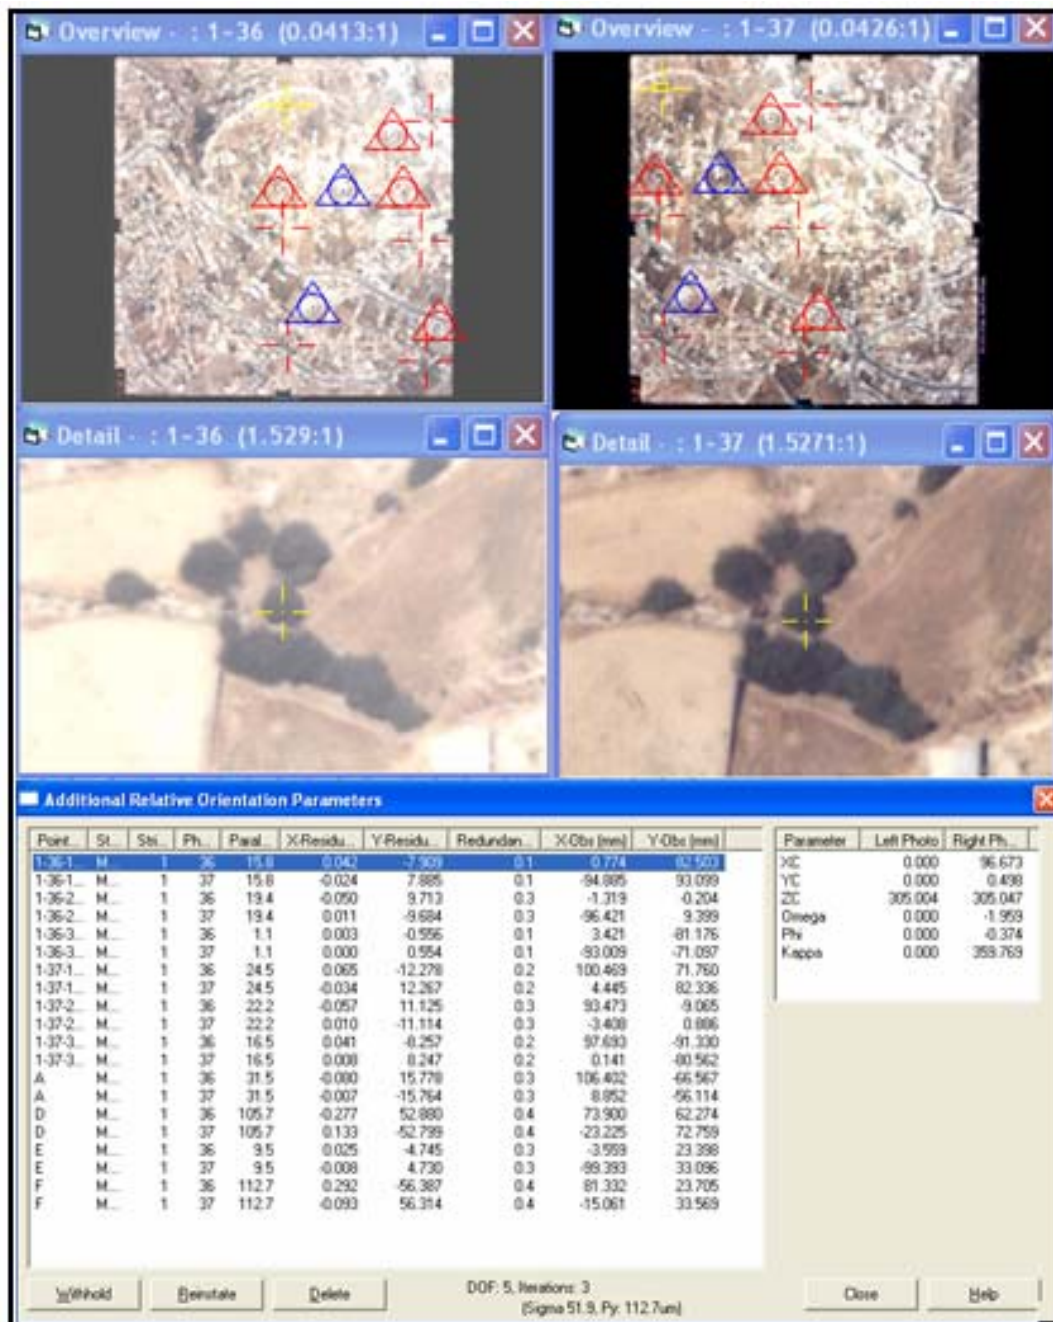 Overview - : 1-36 (0.0413:1)
Overview - : 1-37 (0.0426:1)
Detail - : 1-36 (1.529:1)
Detail - : 1-37 (1.5271:1)
Additional Relative Orientation Parameters
Point... St... Stri... Ph... Paral... X-Residu... Y-Residu... Redundan... X-Obs (mm) Y-Obs (mm)
1-36-1... M... 1 36 15.8 0.042 -7.909 0.1 0.774 82.503
1-36-1... M... 1 37 15.8 -0.024 7.885 0.1 -94.885 93.099
1-36-2... M... 1 36 19.4 -0.050 9.713 0.3 -1.319 -0.204
1-36-2... M... 1 37 19.4 0.011 -9.684 0.3 -96.421 9.399
1-36-3... M... 1 36 1.1 0.003 -0.556 0.1 3.421 -81.176
1-36-3... M... 1 37 1.1 0.000 0.554 0.1 -93.009 -71.097
1-37-1... M... 1 36 24.5 0.065 -12.278 0.2 100.469 71.760
1-37-1... M... 1 37 24.5 -0.034 12.267 0.2 4.445 82.336
1-37-2... M... 1 36 22.2 -0.057 11.125 0.3 93.473 -9.065
1-37-2... M... 1 37 22.2 0.010 -11.114 0.3 -3.408 0.886
1-37-3... M... 1 36 16.5 0.041 -8.257 0.2 97.693 -91.330
1-37-3... M... 1 37 16.5 0.008 8.247 0.2 0.141 -80.562
A M... 1 36 31.5 -0.080 15.778 0.3 106.402 -66.567
A M... 1 37 31.5 -0.007 -15.764 0.3 8.852 -56.114
D M... 1 36 105.7 -0.277 52.880 0.4 73.900 62.274
D M... 1 37 105.7 0.133 -52.799 0.4 -23.225 72.759
E M... 1 36 9.5 0.025 -4.745 0.3 -3.559 23.398
E M... 1 37 9.5 -0.008 4.730 0.3 -99.393 33.096
F M... 1 36 112.7 0.292 -56.387 0.4 81.332 23.705
F M... 1 37 112.7 -0.093 56.314 0.4 -15.061 33.569
Parameter Left Photo Right Ph...
XC 0.000 96.673
YC 0.000 0.498
ZC 305.004 305.047
Omega 0.000 -1.959
Phi 0.000 -0.374
Kappa 0.000 359.769
Withhold
Reinstate
Delete
DOF: 5, Iterations: 3
(Sigma 51.9, Py: 112.7um)
Close
Help